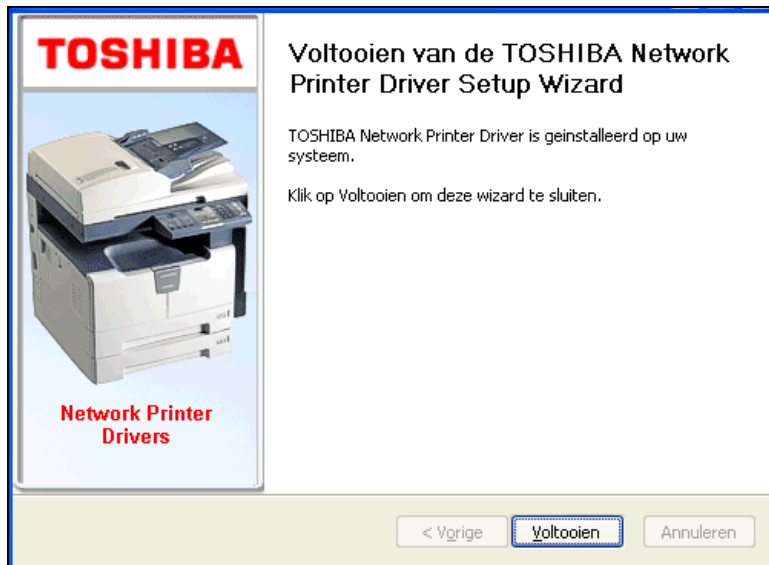 TOSHIBA
Voltooien van de TOSHIBA Network
Printer Driver Setup Wizard
TOSHIBA Network Printer Driver is geinstalleerd op uw
systeem.
Klik op Voltooien om deze wizard te sluiten.
Network Printer
Drivers
< Vorige
Voltooien
Annuleren